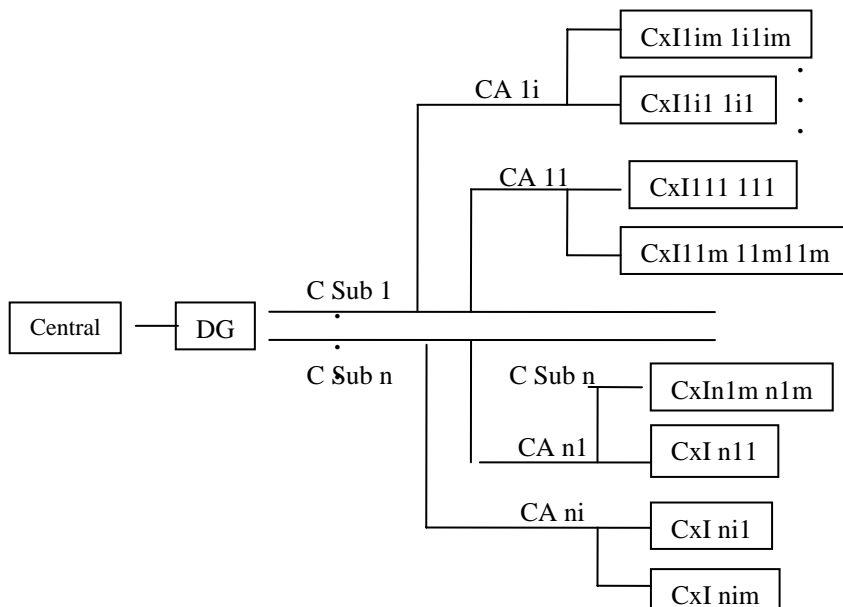 CxI1im 1i1im
CA 1i
CxI1i1 1i1
CA 11
CxI111 111
CxI11m 11m11m
C Sub 1
Central
DG
C Sub n
C Sub n
CxIn1m n1m
CA n1
CxI n11
CA ni
CxI ni1
CxI nim